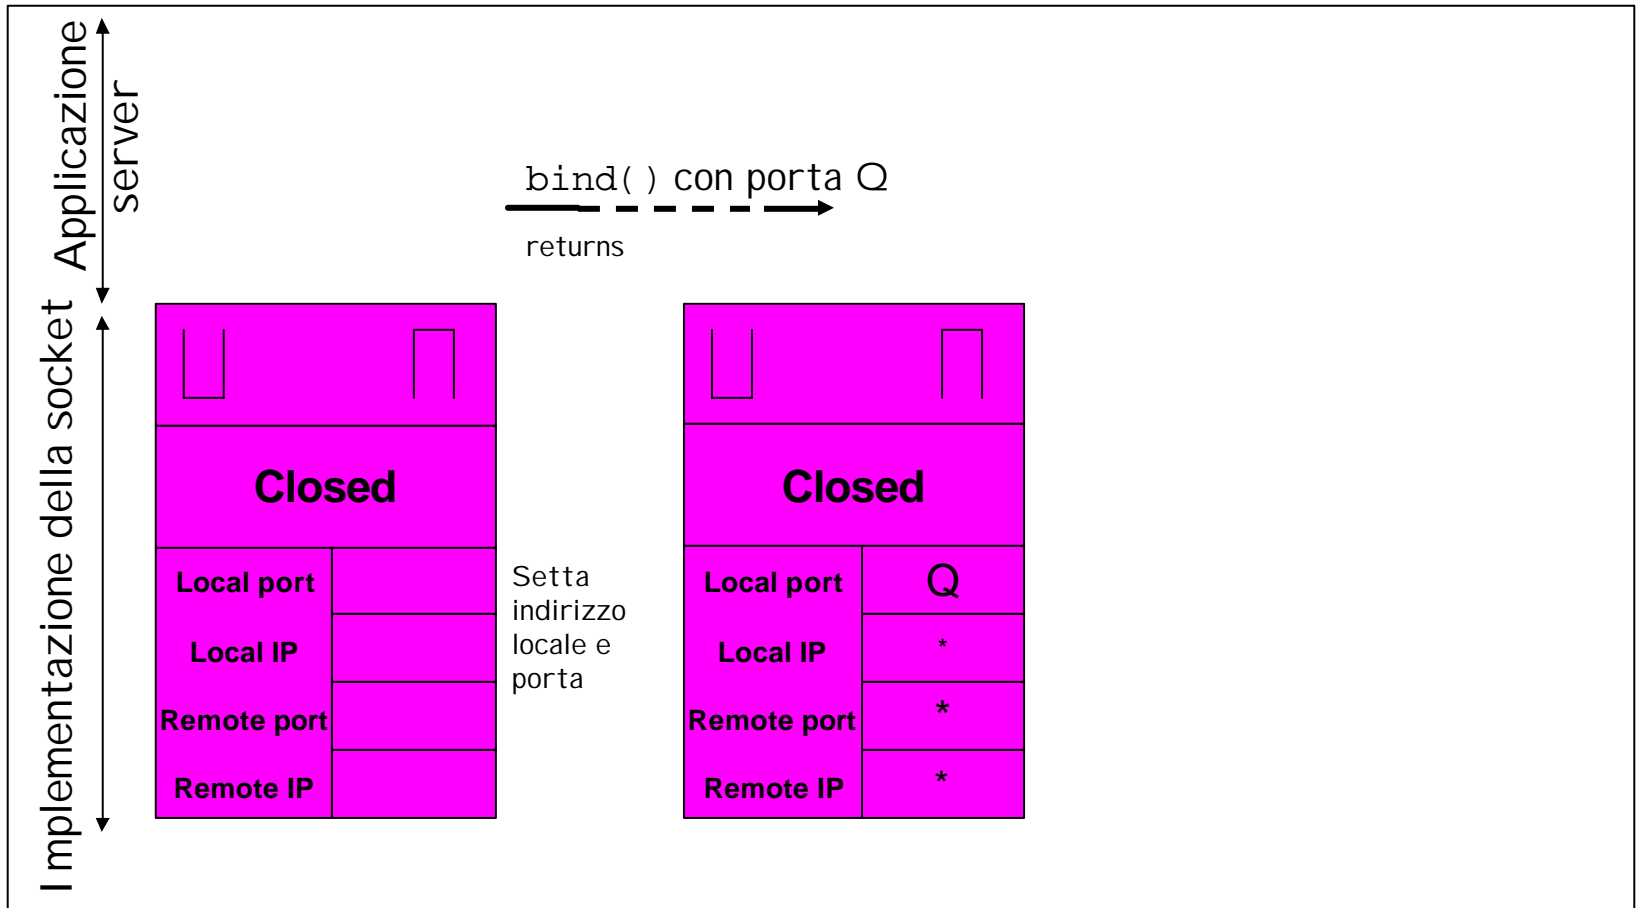 Applicazione
server
Implementazione della socket
bind() con porta Q
returns
Closed
Local port
Local IP
Remote port
Remote IP
Setta
indirizzo
locale e
porta
Closed
Local port Q
Local IP *
Remote port *
Remote IP *